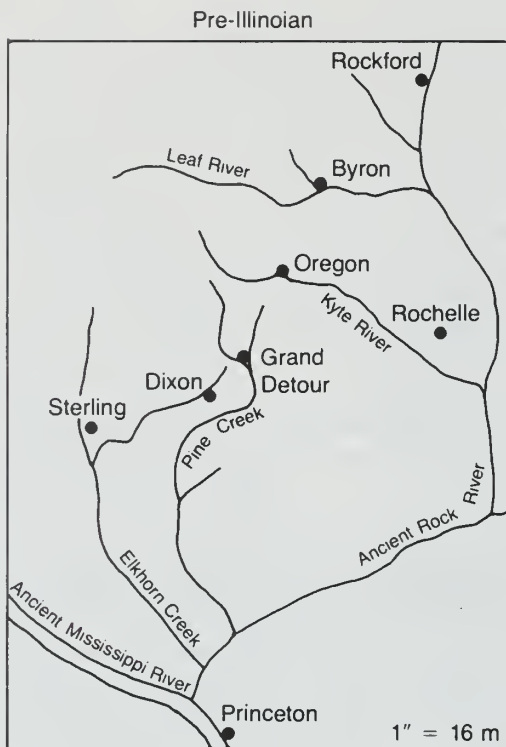 Pre-Illinoian
Rockford
Leaf River
Byron
Oregon
Kyte River
Rochelle
Grand
Detour
Dixon
Sterling
Pine Creek
Ancient Rock River
Elkhorn Creek
Ancient Mississippi River
Princeton
1" = 16 m